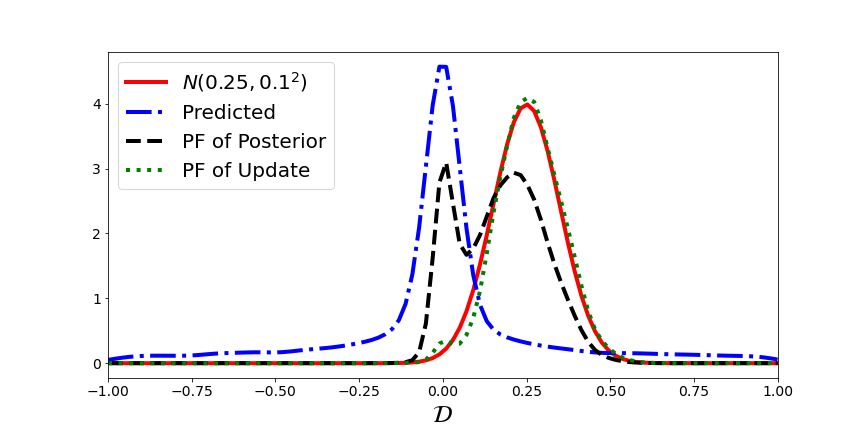 N(0.25, 0.1²)
Predicted
PF of Posterior
PF of Update
4
3
2
1
0
−1.00 −0.75 −0.50 −0.25 0.00 0.25 0.50 0.75 1.00
𝒟